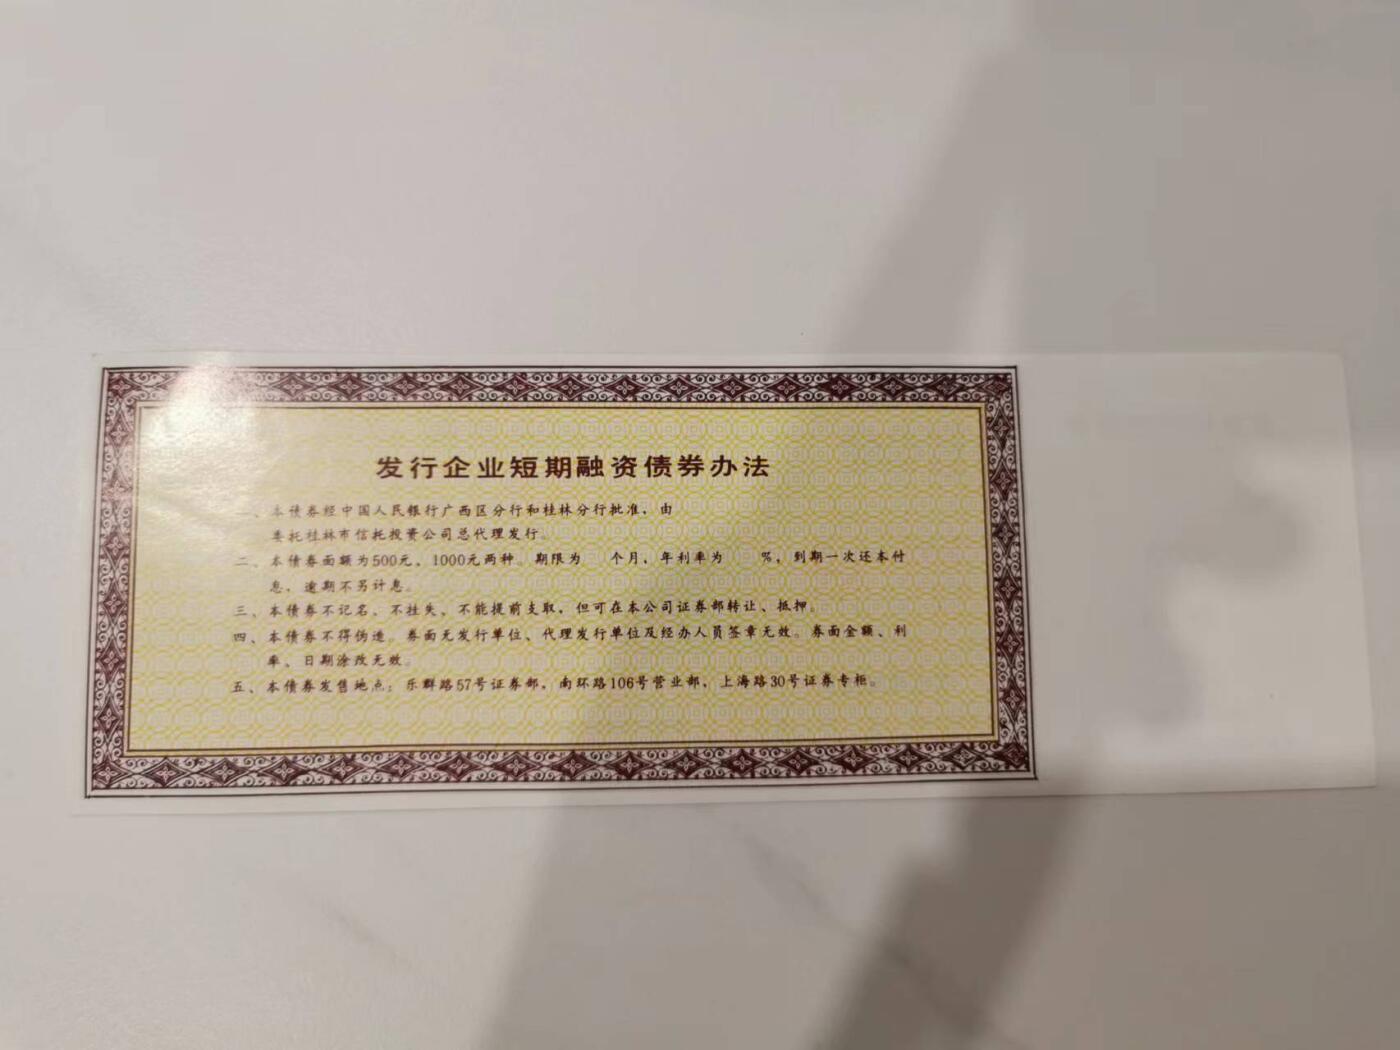 发行企业短期融资债券办法
一、本债券经中国人民银行广西区分行和桂林分行批准，由
委托桂林市信托投资公司总代理发行。
二、本债券面额为500元、1000元两种。期限为 个月，年利率为 %，到期一次还本付
息，逾期不另计息。
三、本债券不记名、不挂失、不能提前支取，但可在本公司证券部转让、抵押。
四、本债券不得伪造。券面无发行单位、代理发行单位及经办人员签章无效。券面金额、利
率、日期涂改无效。
五、本债券发售地点：乐群路57号证券部，南环路106号营业部，上海路30号证券专柜。